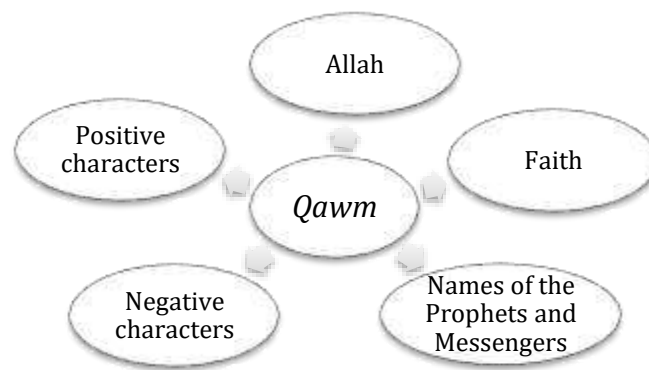 Allah
Positive
characters
Faith
Qawm
Negative
characters
Names of the
Prophets and
Messengers